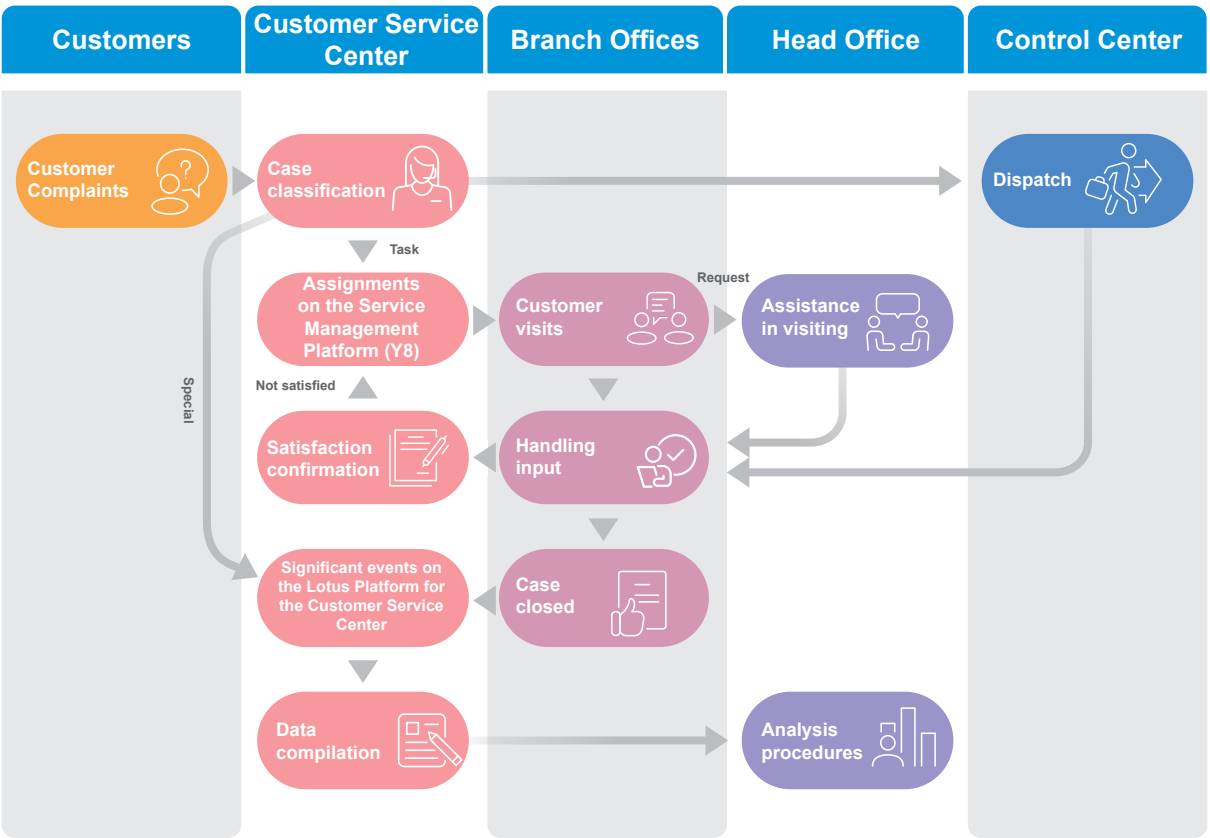 Customers
Customer Service
Center
Branch Offices
Head Office
Control Center
Customer
Complaints
?
Case
classification
Dispatch
Task
Assignments
on the Service
Management
Platform (Y8)
Customer
visits
Request
Assistance
in visiting
Special
Not satisfied
Satisfaction
confirmation
Handling
input
Significant events on
the Lotus Platform for
the Customer Service
Center
Case
closed
Data
compilation
Analysis
procedures